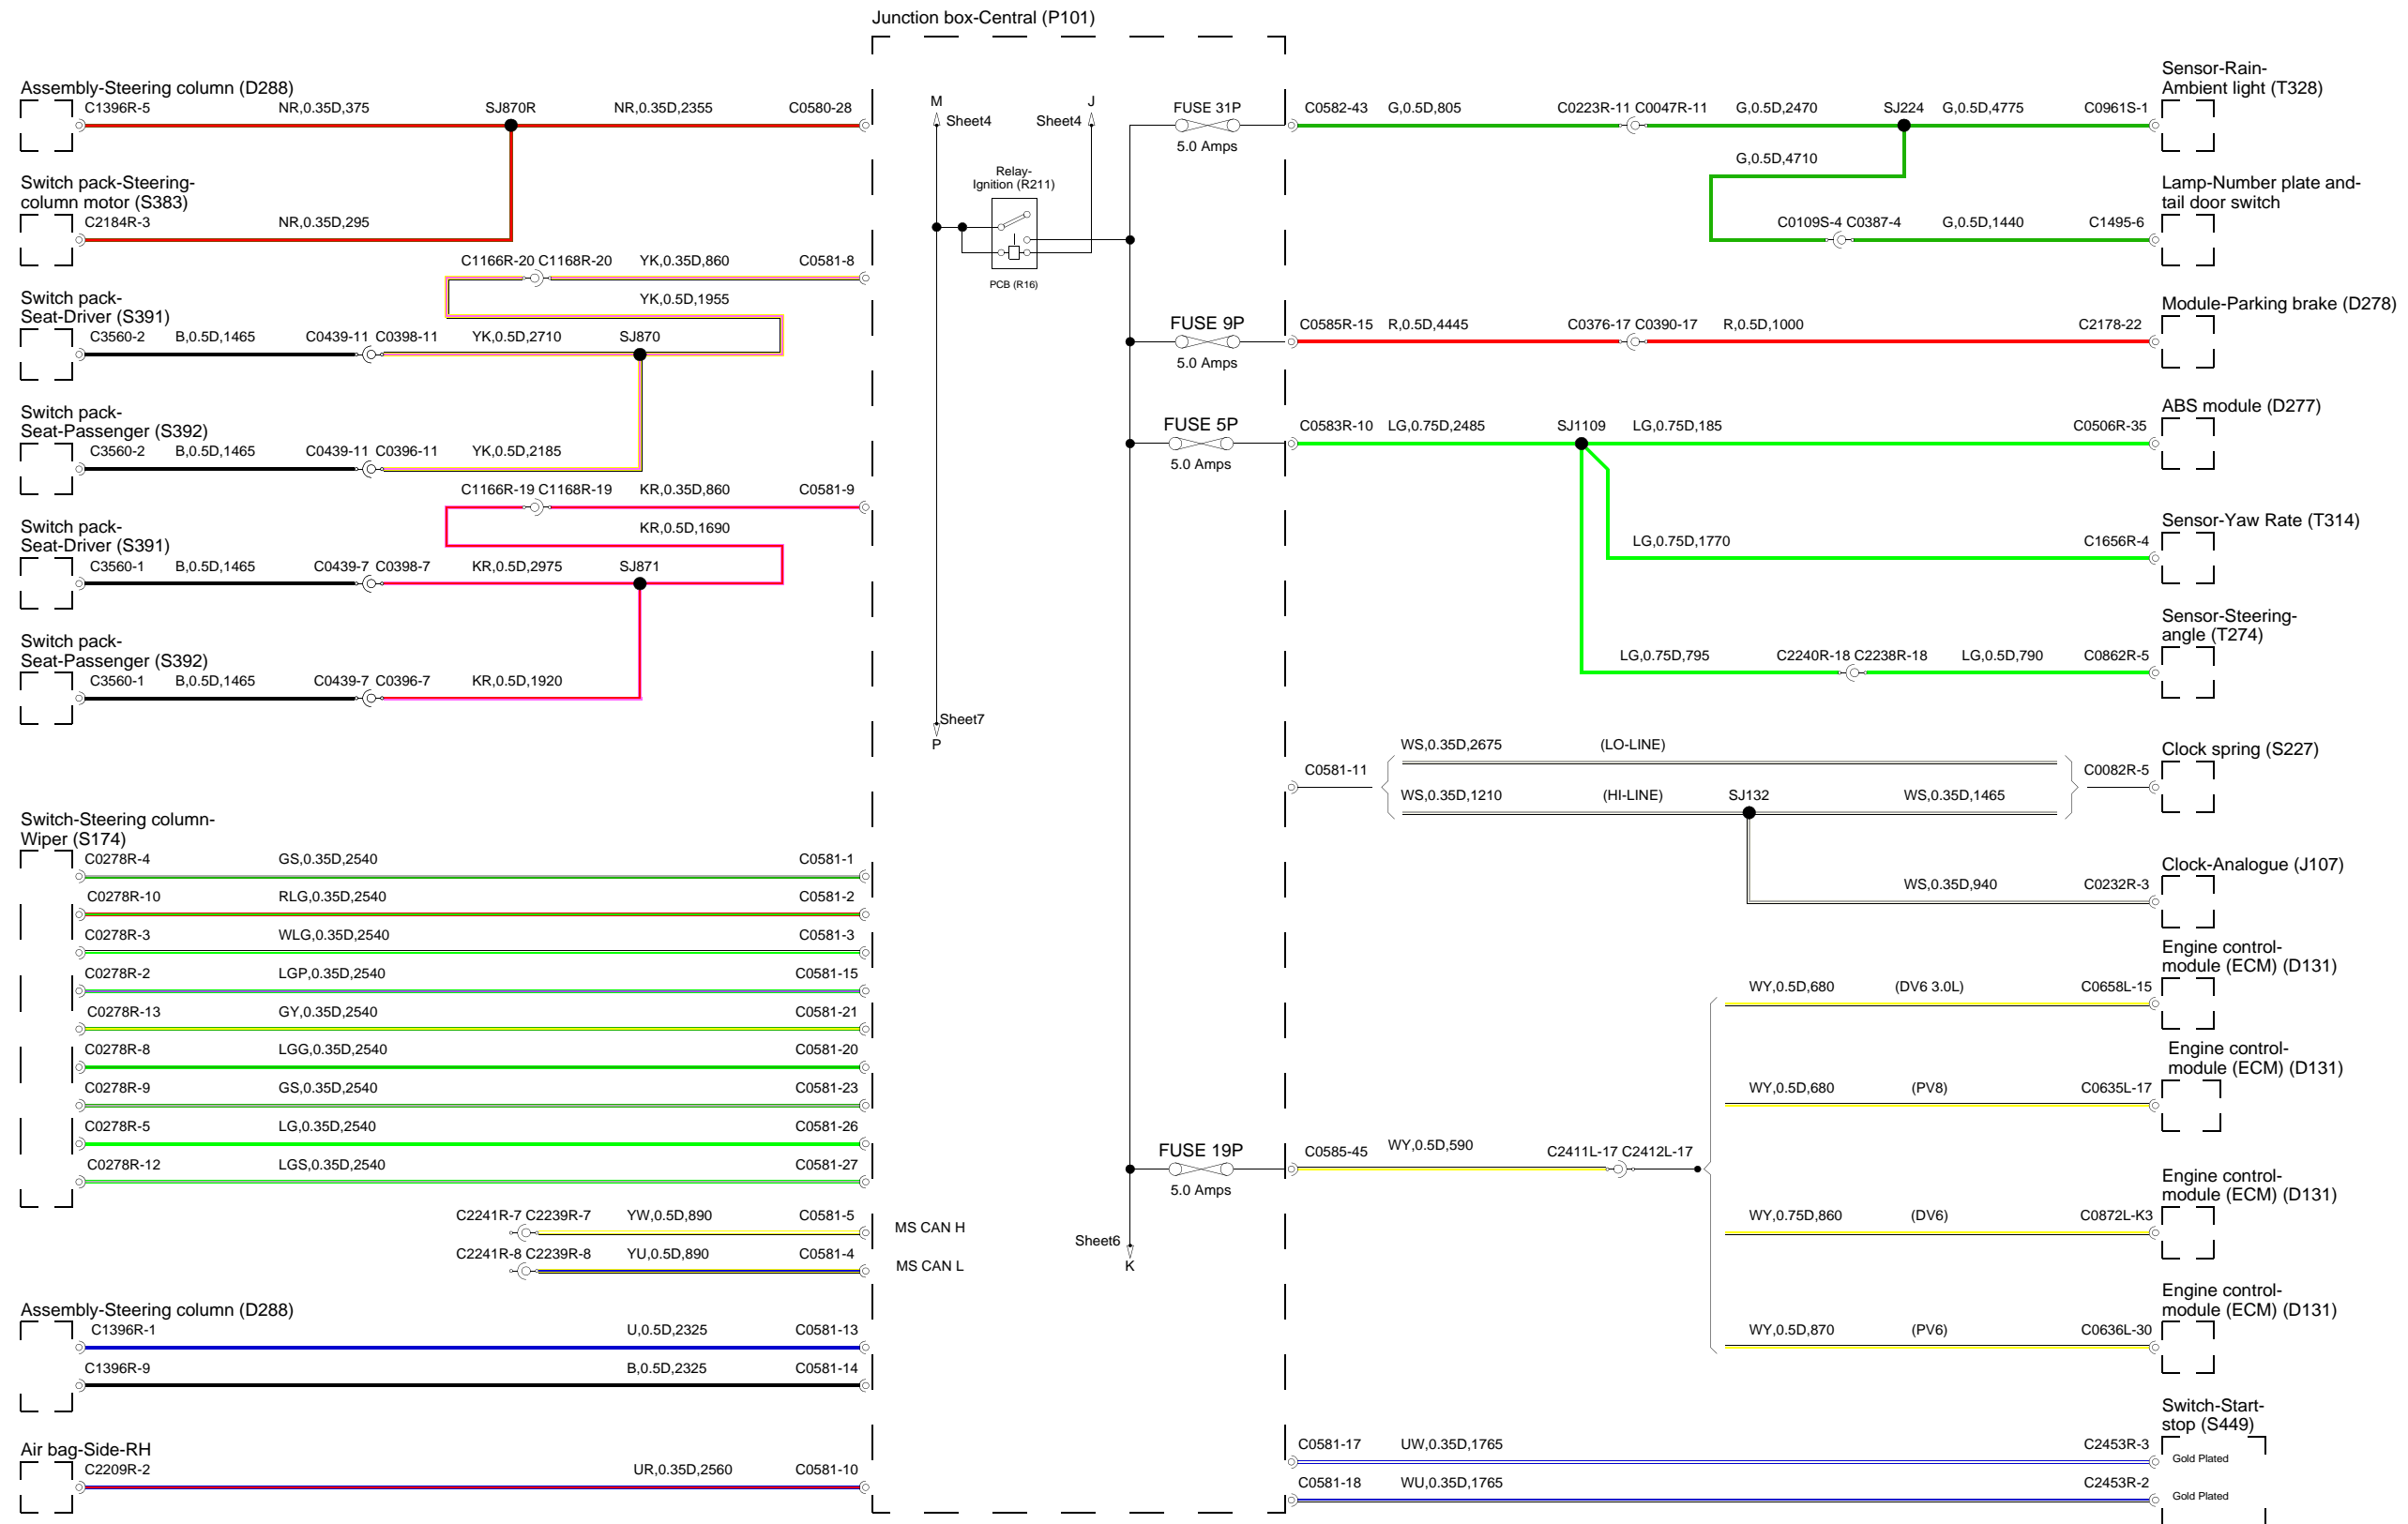 Junction box-Central (P101)
Assembly-Steering column (D288)
C1396R-5 NR,0.35D,375 SJ870R NR,0.35D,2355 C0580-28
Switch pack-Steering-
column motor (S383)
C2184R-3 NR,0.35D,295
C1166R-20 C1168R-20 YK,0.35D,860 C0581-8
YK,0.5D,1955
Switch pack-
Seat-Driver (S391)
C3560-2 B,0.5D,1465 C0439-11 C0398-11 YK,0.5D,2710 SJ870
Switch pack-
Seat-Passenger (S392)
C3560-2 B,0.5D,1465 C0439-11 C0396-11 YK,0.5D,2185
C1166R-19 C1168R-19 KR,0.35D,860 C0581-9
KR,0.5D,1690
Switch pack-
Seat-Driver (S391)
C3560-1 B,0.5D,1465 C0439-7 C0398-7 KR,0.5D,2975 SJ871
Switch pack-
Seat-Passenger (S392)
C3560-1 B,0.5D,1465 C0439-7 C0396-7 KR,0.5D,1920
Switch-Steering column-
Wiper (S174)
C0278R-4 GS,0.35D,2540 C0581-1
C0278R-10 RLG,0.35D,2540 C0581-2
C0278R-3 WLG,0.35D,2540 C0581-3
C0278R-2 LGP,0.35D,2540 C0581-15
C0278R-13 GY,0.35D,2540 C0581-21
C0278R-8 LGG,0.35D,2540 C0581-20
C0278R-9 GS,0.35D,2540 C0581-23
C0278R-5 LG,0.35D,2540 C0581-26
C0278R-12 LGS,0.35D,2540 C0581-27
C2241R-7 C2239R-7 YW,0.5D,890 C0581-5 MS CAN H
C2241R-8 C2239R-8 YU,0.5D,890 C0581-4 MS CAN L
Assembly-Steering column (D288)
C1396R-1 U,0.5D,2325 C0581-13
C1396R-9 B,0.5D,2325 C0581-14
Air bag-Side-RH
C2209R-2 UR,0.35D,2560 C0581-10
M J
Sheet4 Sheet4
Relay-
Ignition (R211)
PCB (R16)
Sheet7
P
Sheet6
K
FUSE 31P
5.0 Amps
C0582-43 G,0.5D,805 C0223R-11 C0047R-11 G,0.5D,2470 SJ224 G,0.5D,4775 C0961S-1
Sensor-Rain-
Ambient light (T328)
G,0.5D,4710
C0109S-4 C0387-4 G,0.5D,1440 C1495-6
Lamp-Number plate and-
tail door switch
FUSE 9P
5.0 Amps
C0585R-15 R,0.5D,4445 C0376-17 C0390-17 R,0.5D,1000 C2178-22
Module-Parking brake (D278)
FUSE 5P
5.0 Amps
C0583R-10 LG,0.75D,2485 SJ1109 LG,0.75D,185 C0506R-35
ABS module (D277)
LG,0.75D,1770 C1656R-4
Sensor-Yaw Rate (T314)
LG,0.75D,795 C2240R-18 C2238R-18 LG,0.5D,790 C0862R-5
Sensor-Steering-
angle (T274)
C0581-11
WS,0.35D,2675 (LO-LINE)
WS,0.35D,1210 (HI-LINE) SJ132 WS,0.35D,1465
C0082R-5
Clock spring (S227)
WS,0.35D,940 C0232R-3
Clock-Analogue (J107)
FUSE 19P
5.0 Amps
C0585-45 WY,0.5D,590 C2411L-17 C2412L-17
WY,0.5D,680 (DV6 3.0L) C0658L-15
Engine control-
module (ECM) (D131)
WY,0.5D,680 (PV8) C0635L-17
Engine control-
module (ECM) (D131)
WY,0.75D,860 (DV6) C0872L-K3
Engine control-
module (ECM) (D131)
WY,0.5D,870 (PV6) C0636L-30
Engine control-
module (ECM) (D131)
Switch-Start-
stop (S449)
C0581-17 UW,0.35D,1765 C2453R-3 Gold Plated
C0581-18 WU,0.35D,1765 C2453R-2 Gold Plated